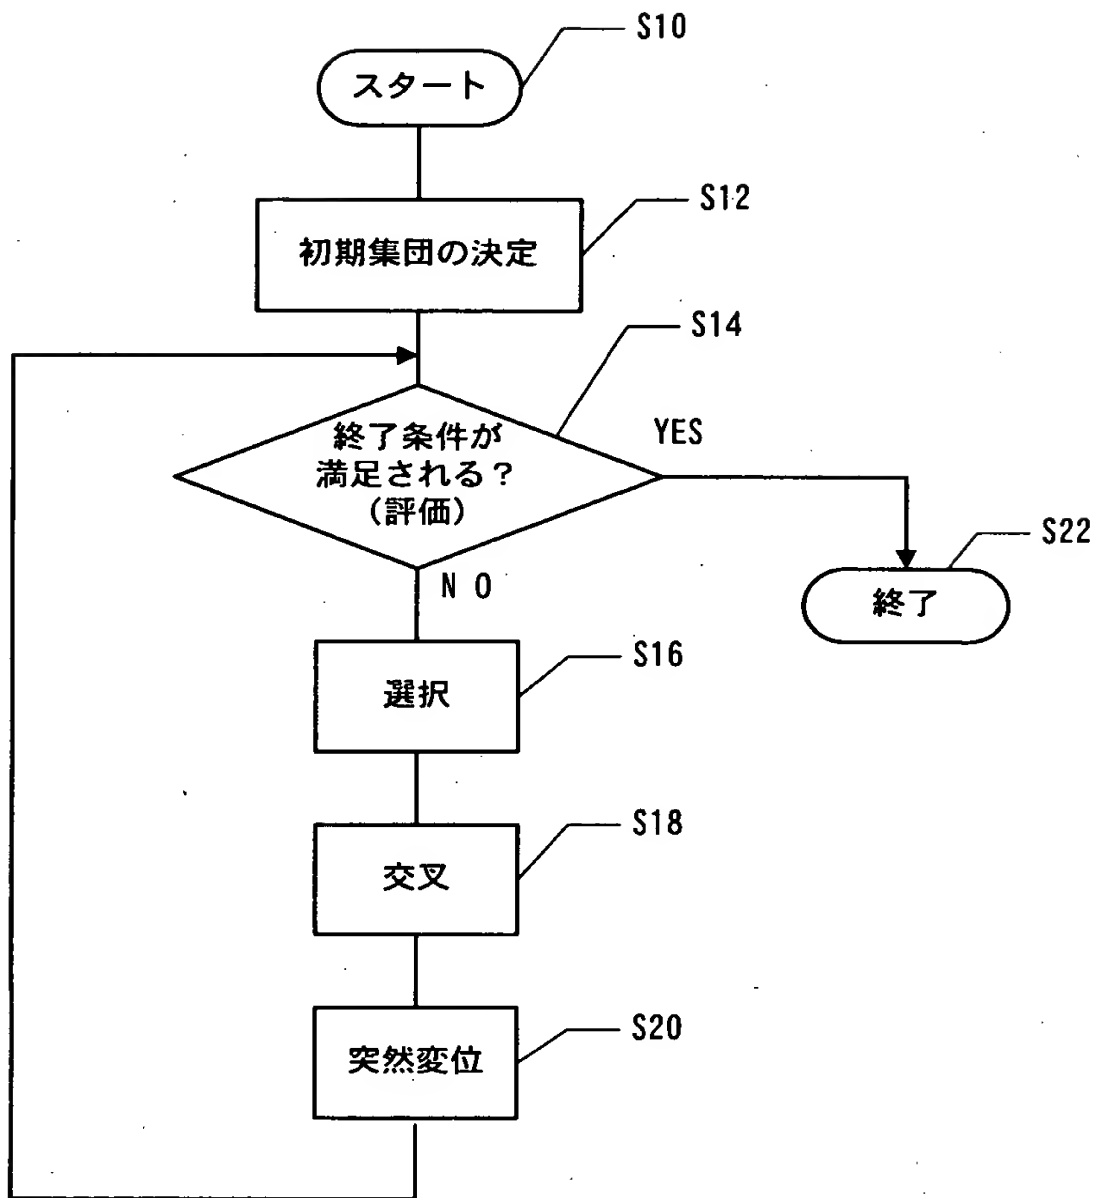 S10
スタート
S12
初期集団の決定
S14
終了条件が
満足される?
(評価)
YES
S22
終了
N O
S16
選択
S18
交叉
S20
突然変位